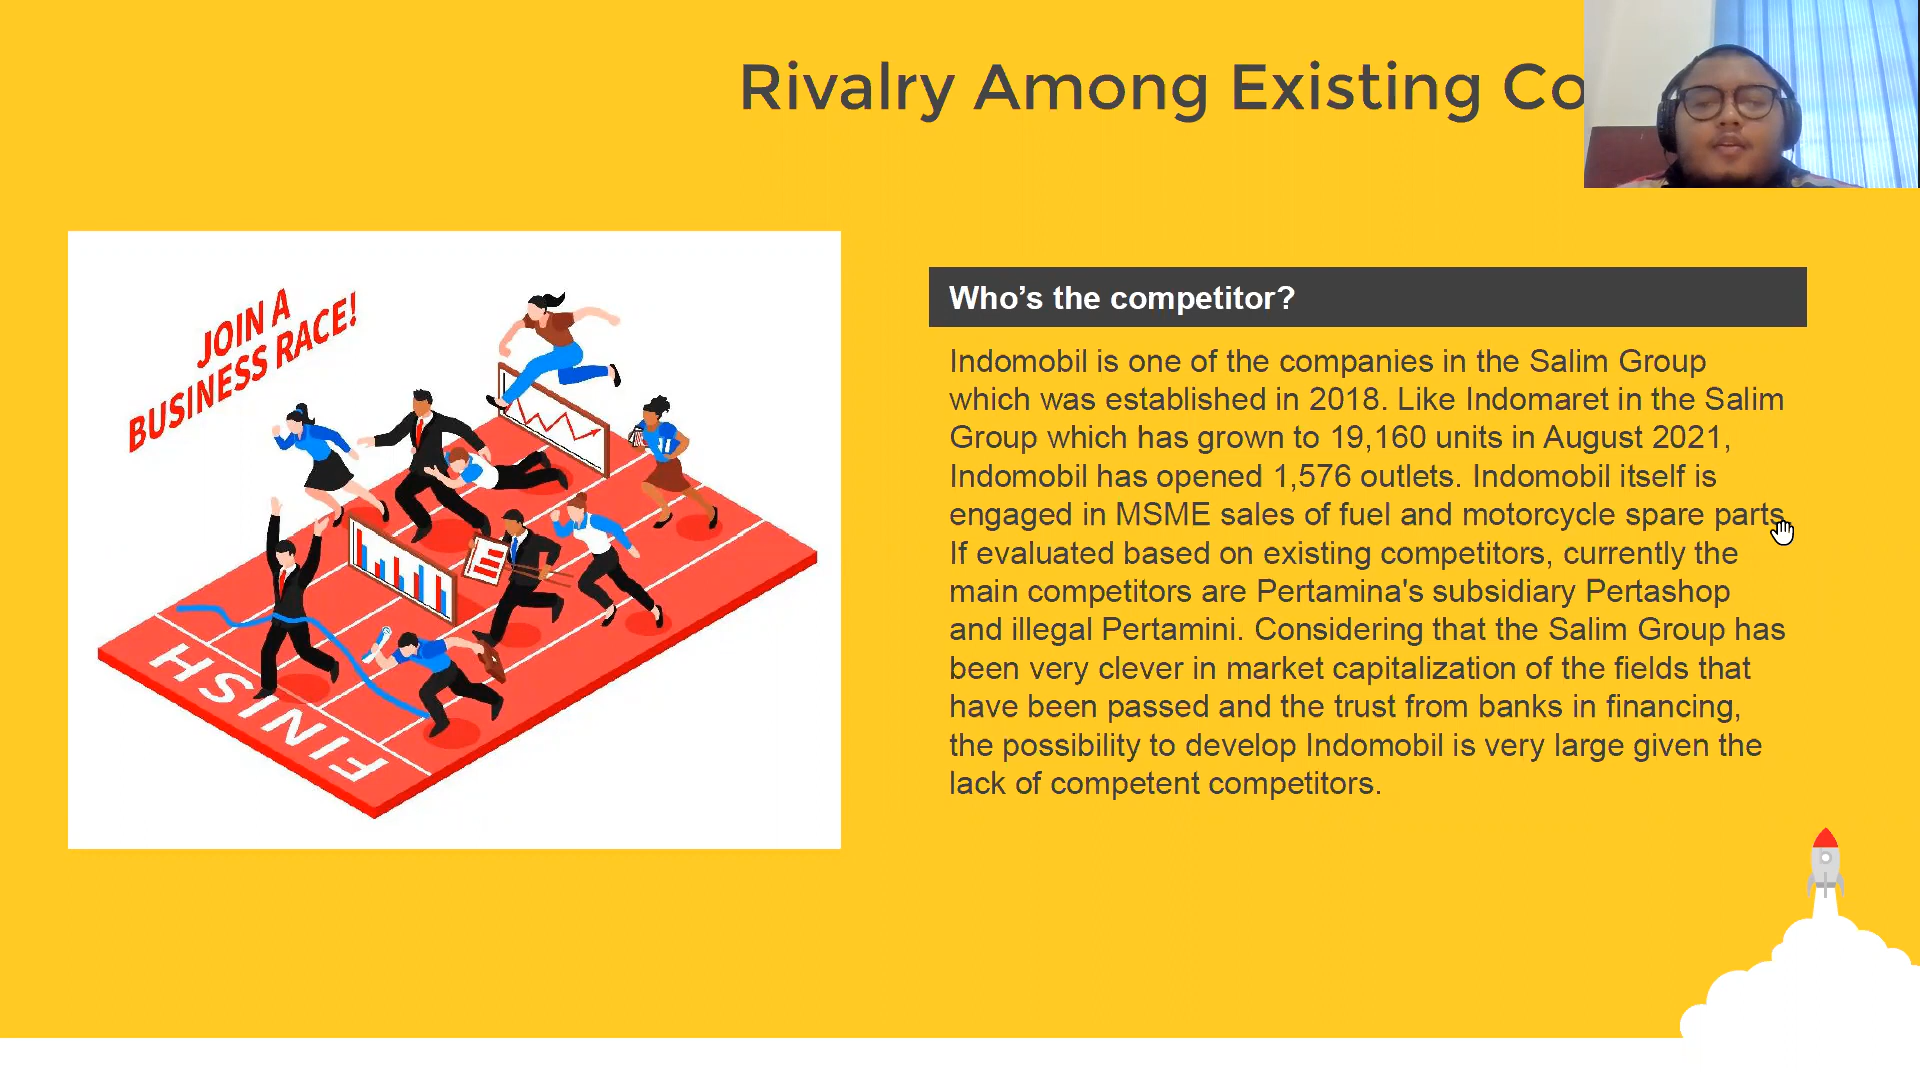 Rivalry Among Existing Co
JOIN A
BUSINESS RACE!
FINISH
Who’s the competitor?
Indomobil is one of the companies in the Salim Group
which was established in 2018. Like Indomaret in the Salim
Group which has grown to 19,160 units in August 2021,
Indomobil has opened 1,576 outlets. Indomobil itself is
engaged in MSME sales of fuel and motorcycle spare parts.
If evaluated based on existing competitors, currently the
main competitors are Pertamina's subsidiary Pertashop
and illegal Pertamini. Considering that the Salim Group has
been very clever in market capitalization of the fields that
have been passed and the trust from banks in financing,
the possibility to develop Indomobil is very large given the
lack of competent competitors.